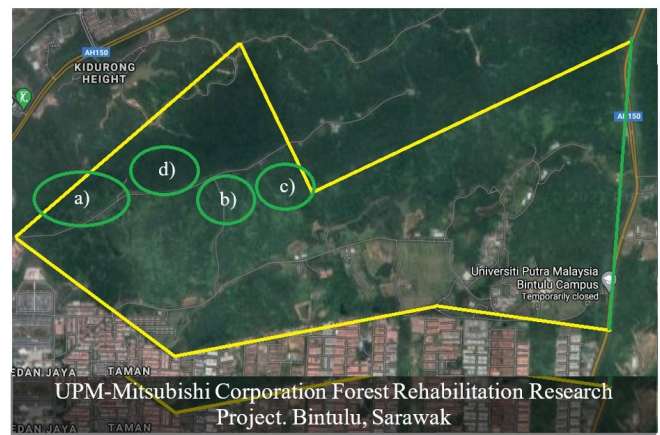 AH150
KIDURONG
HEIGHT
d)
a)
b)
c)
AH150
Universiti Putra Malaysia
Bintulu Campus
Temporarily closed
EDAN JAYA
TAMAN
UPM-Mitsubishi Corporation Forest Rehabilitation Research
Project. Bintulu, Sarawak
EDAN JAYA
TAMAN